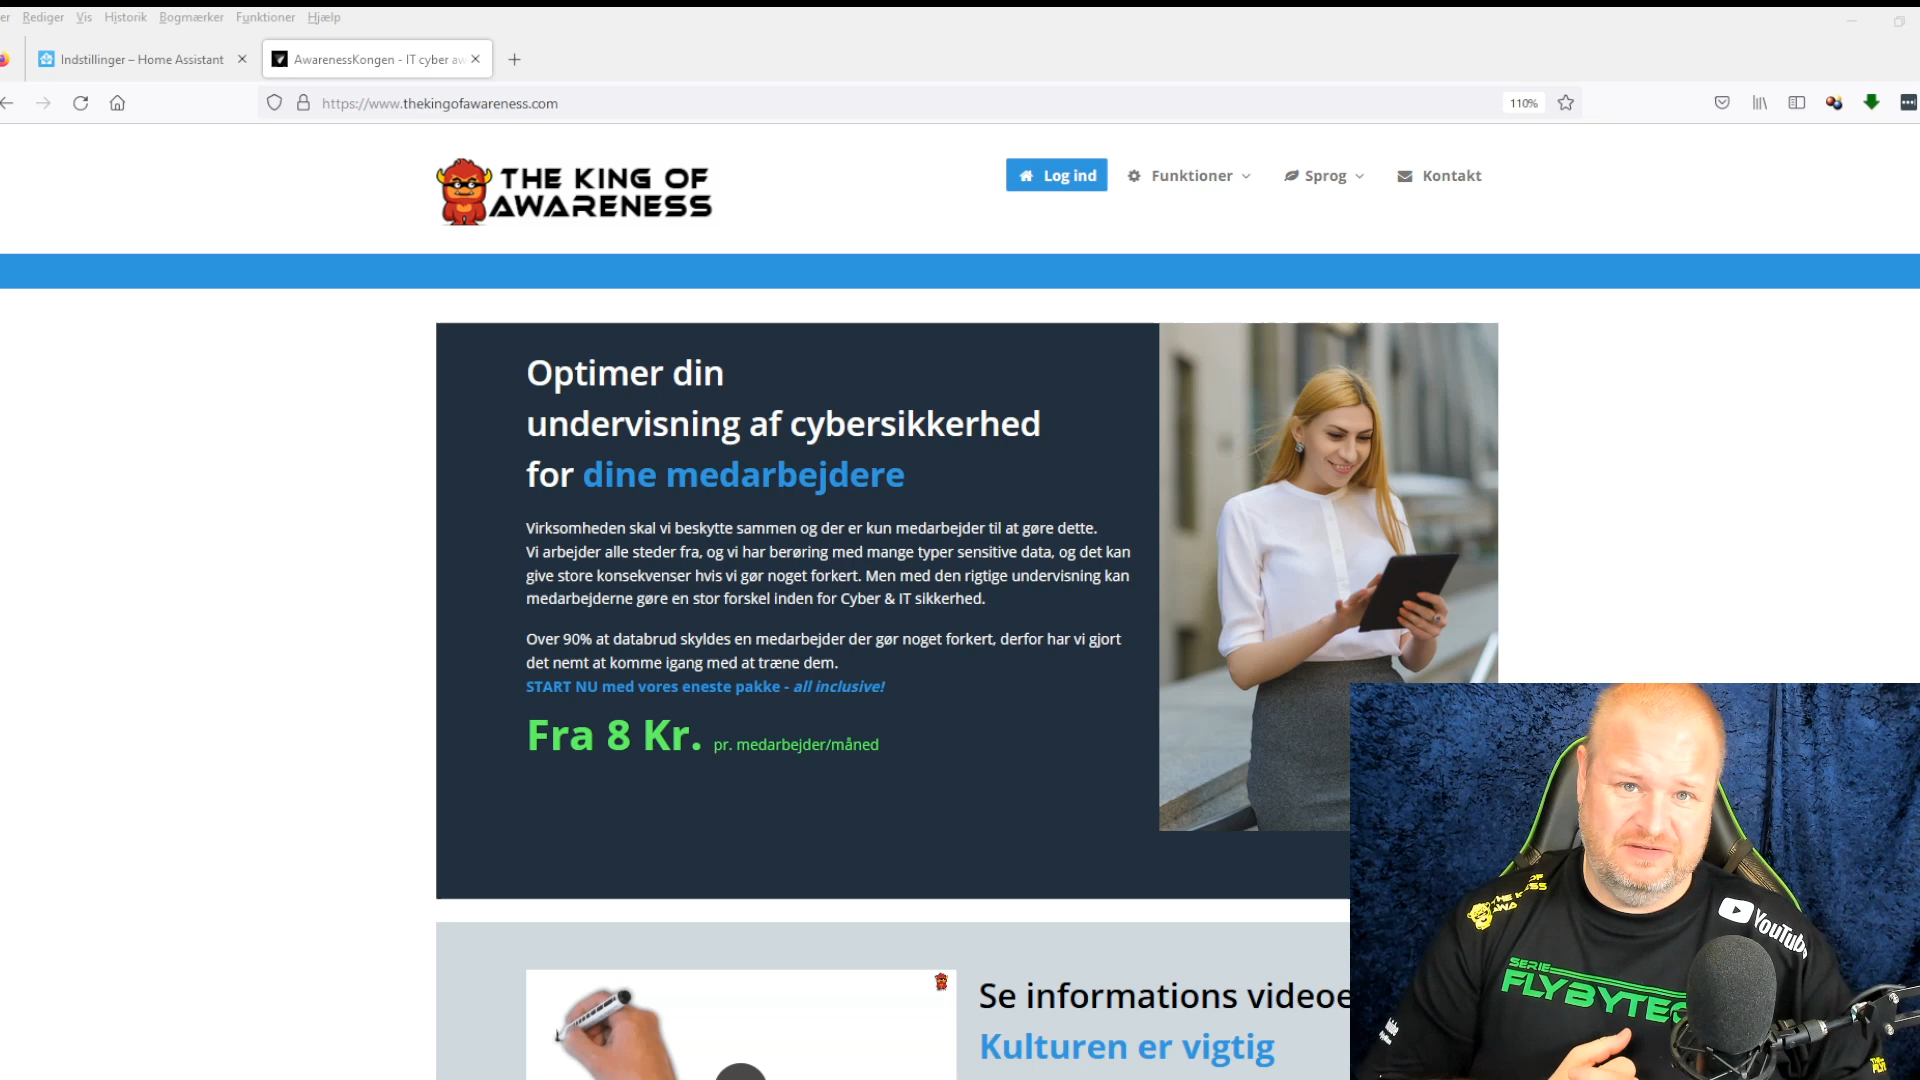 Rediger Vis Historik Bogmærker Funktioner Hjælp
Indstillinger – Home Assistant
AwarenessKongen - IT cyber aw
https://www.thekingofawareness.com
110%
THE KING OF
AWARENESS
Log ind
Funktioner
Sprog
Kontakt
Optimer din
undervisning af cybersikkerhed
for dine medarbejdere
Virksomheden skal vi beskytte sammen og der er kun medarbejder til at gøre dette.
Vi arbejder alle steder fra, og vi har berøring med mange typer sensitive data, og det kan
give store konsekvenser hvis vi gør noget forkert. Men med den rigtige undervisning kan
medarbejderne gøre en stor forskel inden for Cyber & IT sikkerhed.
Over 90% at databrud skyldes en medarbejder der gør noget forkert, derfor har vi gjort
det nemt at komme igang med at træne dem.
START NU med vores eneste pakke - all inclusive!
Fra 8 Kr. pr. medarbejder/måned
Se informations videoe
Kulturen er vigtig
YouTube
SERIE
FLYBYTE